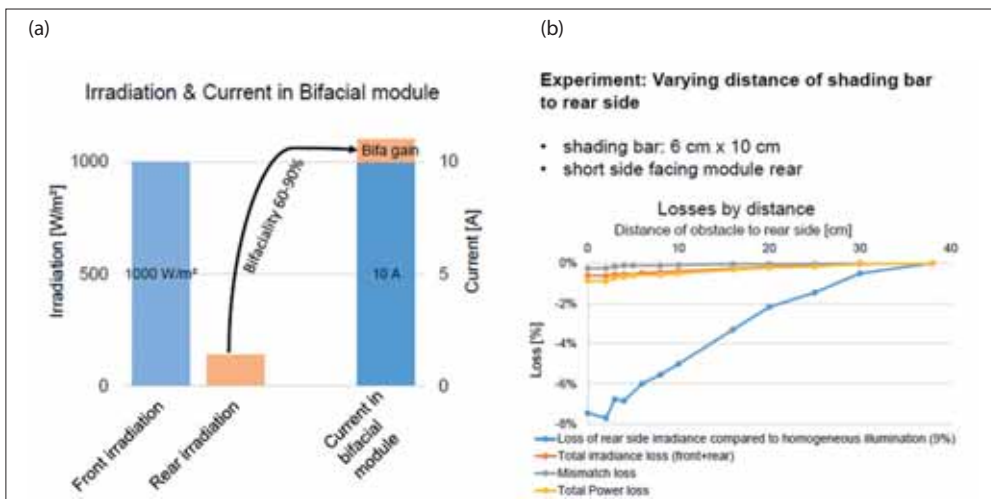 (a)
Irradiation & Current in Bifacial module
Irradiation [W/m²]
1000
500
0
1000 W/m²
Bifaciality 60-90%
Bifa gain
10 A
10
5
0
Current [A]
Front irradiation
Rear irradiation
Current in
bifacial
module
(b)
Experiment: Varying distance of shading bar
to rear side
• shading bar: 6 cm x 10 cm
• short side facing module rear
Losses by distance
Distance of obstacle to rear side [cm]
0 10 20 30 40
0%
-2%
-4%
-6%
-8%
Loss [%]
Loss of rear side irradiance compared to homogeneous illumination (9%)
Total irradiance loss (front+rear)
Mismatch loss
Total Power loss